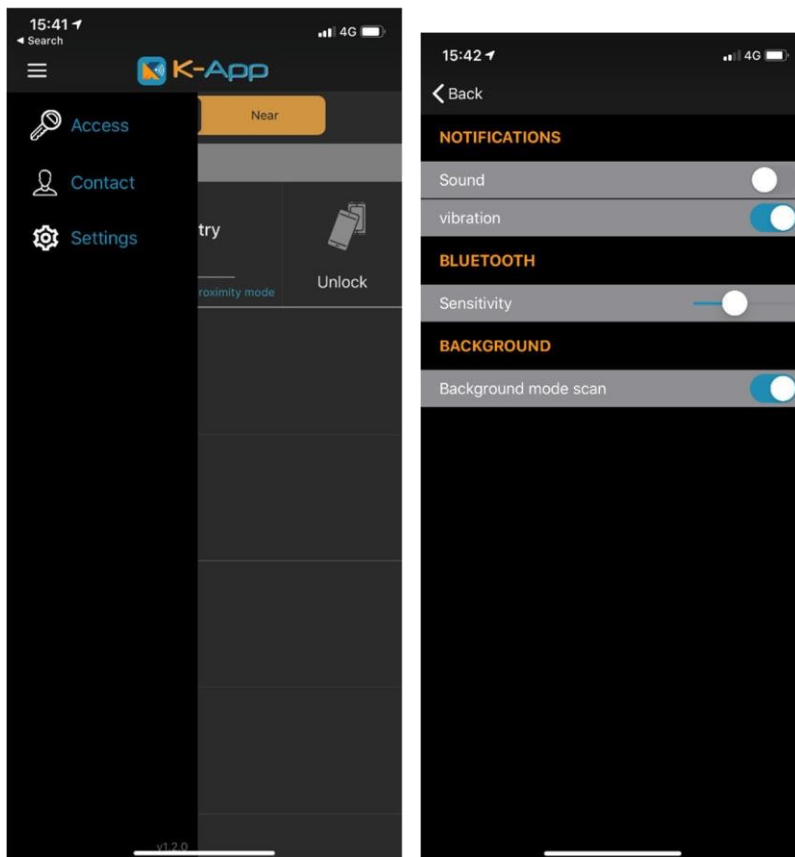 15:41
4G
◀ Search
K-App
Access
Near
Contact
Settings
try
roximity mode
Unlock
v1.2.0
15:42
4G
Back
NOTIFICATIONS
Sound
vibration
BLUETOOTH
Sensitivity
BACKGROUND
Background mode scan